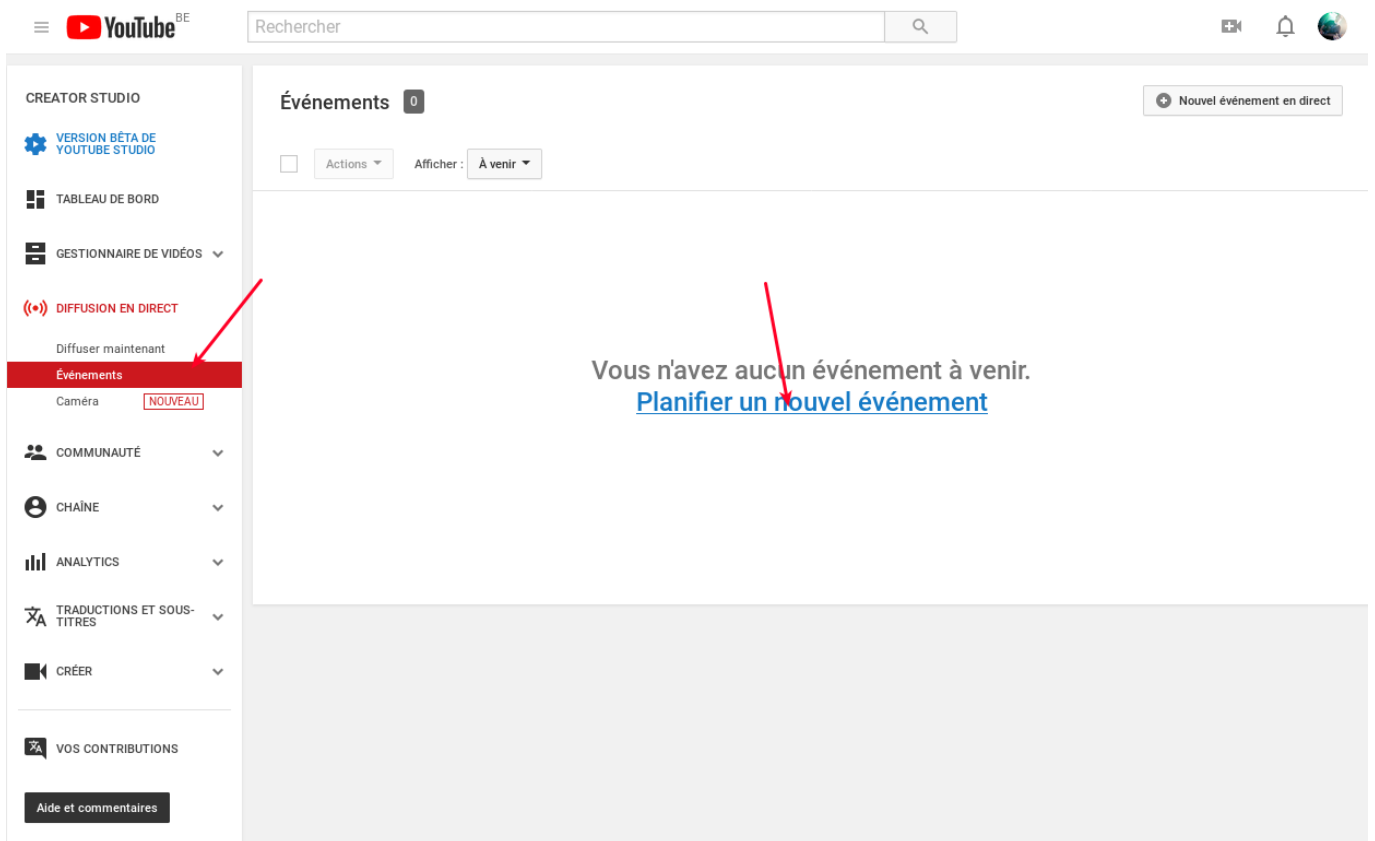 YouTube BE
Rechercher
CREATOR STUDIO
VERSION BÊTA DE
YOUTUBE STUDIO
TABLEAU DE BORD
GESTIONNAIRE DE VIDÉOS
DIFFUSION EN DIRECT
Diffuser maintenant
Événements
Caméra NOUVEAU
COMMUNAUTÉ
CHAÎNE
ANALYTICS
TRADUCTIONS ET SOUS-
TITRES
CRÉER
VOS CONTRIBUTIONS
Aide et commentaires
Événements 0
Nouvel événement en direct
Actions Afficher : À venir
Vous n'avez aucun événement à venir.
Planifier un nouvel événement